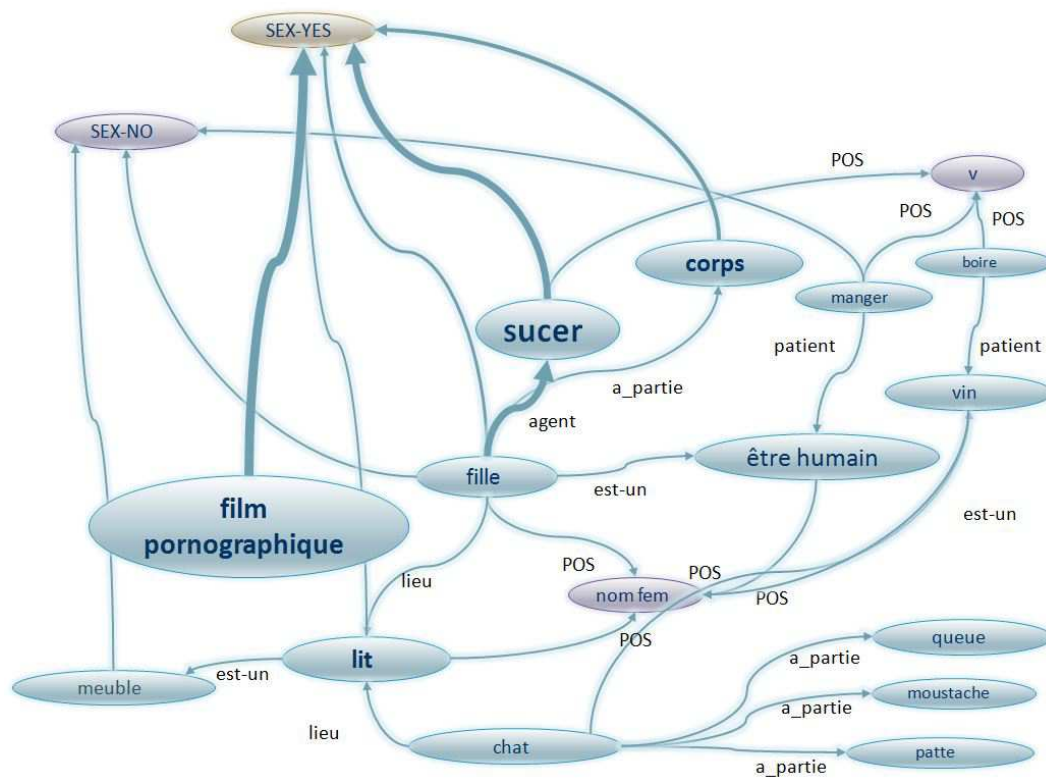 SEX-YES
SEX-NO
POS
v
POS
POS
corps
boire
manger
sucer
patient
patient
a_partie
vin
agent
être humain
fille
est-un
film
pornographique
est-un
POS
POS
lieu
nom fem
POS
POS
queue
lit
a_partie
est-un
meuble
moustache
a_partie
lieu
chat
patte
a_partie